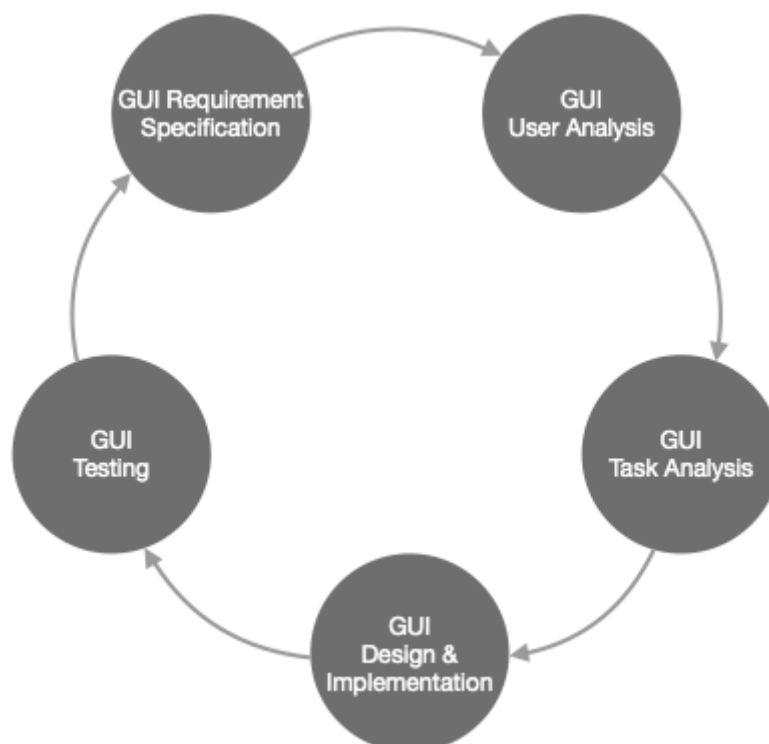 GUI Requirement
Specification
GUI
User Analysis
GUI
Task Analysis
GUI
Design &
Implementation
GUI
Testing